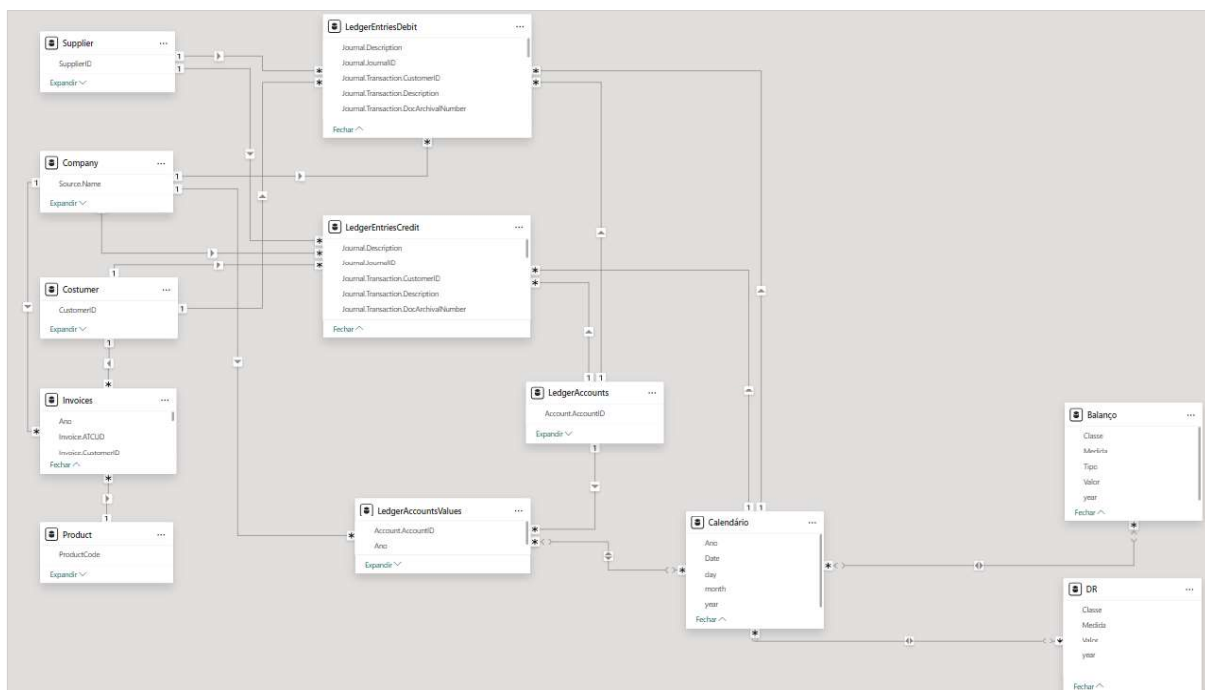 Supplier
SupplierID
Expandir
LedgerEntriesDebit
Journal.Description
Journal.JournalID
Journal.Transaction.CustomerID
Journal.Transaction.Description
Journal.Transaction.DocArchivalNumber
Fechar
Company
Source.Name
Expandir
LedgerEntriesCredit
Journal.Description
Journal.JournalID
Journal.Transaction.CustomerID
Journal.Transaction.Description
Journal.Transaction.DocArchivalNumber
Fechar
Costumer
CustomerID
Expandir
Invoices
Ano
Invoice.ATCUD
Invoice.CustomerID
Fechar
LedgerAccounts
Account.AccountID
Expandir
Balanço
Classe
Medida
Tipo
Valor
year
Fechar
Product
ProductCode
Expandir
LedgerAccountsValues
Account.AccountID
Ano
Expandir
Calendário
Ano
Date
day
month
year
Fechar
DR
Classe
Medida
Valor
year
Fechar